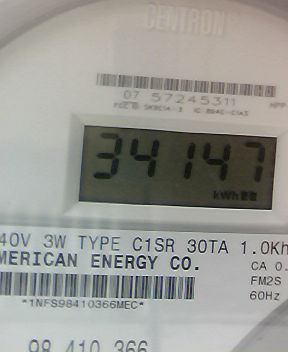 CENTRON®
07 57245311
34147
kWh
40V 3W TYPE C1SR 30TA 1.0Kh
MERICAN ENERGY CO.
CA 0.
FM2S
60Hz
*1NFS98410366MEC*
98 410 366